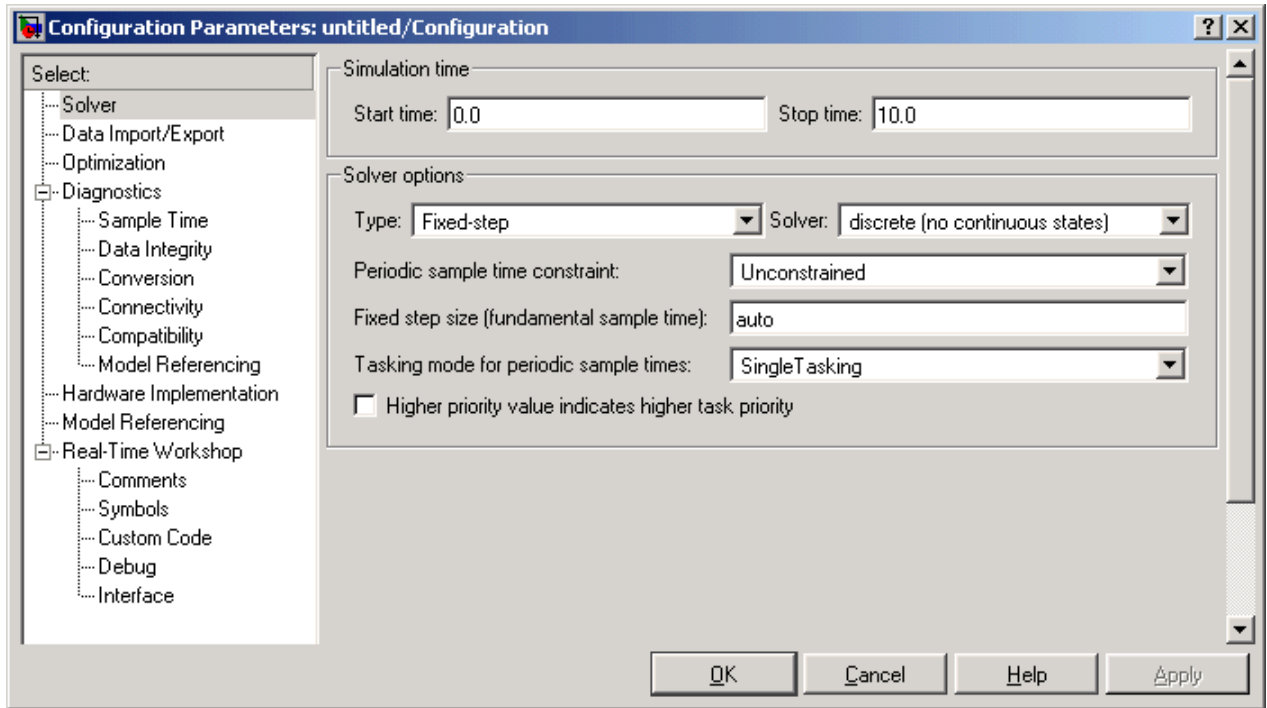 Configuration Parameters: untitled/Configuration
Select:
Solver
Data Import/Export
Optimization
Diagnostics
Sample Time
Data Integrity
Conversion
Connectivity
Compatibility
Model Referencing
Hardware Implementation
Model Referencing
Real-Time Workshop
Comments
Symbols
Custom Code
Debug
Interface
Simulation time
Start time: 0.0 Stop time: 10.0
Solver options
Type: Fixed-step Solver: discrete (no continuous states)
Periodic sample time constraint: Unconstrained
Fixed step size (fundamental sample time): auto
Tasking mode for periodic sample times: SingleTasking
Higher priority value indicates higher task priority
OK Cancel Help Apply